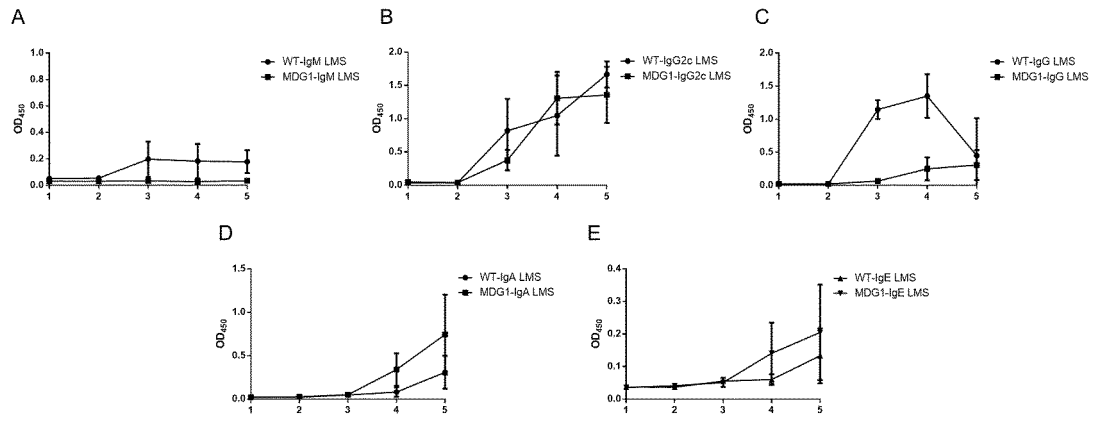 A
B
C
1.0
0.8
0.6
0.4
0.2
0.0
OD450
1 2 3 4 5
WT-IgM LMS
MDG1-IgM LMS
2.0
1.5
1.0
0.5
0.0
OD450
1 2 3 4 5
WT-IgG2c LMS
MDG1-IgG2c LMS
2.0
1.5
1.0
0.5
0.0
OD450
1 2 3 4 5
WT-IgG LMS
MDG1-IgG LMS
D
E
1.5
1.0
0.5
0.0
OD450
1 2 3 4 5
WT-IgA LMS
MDG1-IgA LMS
0.4
0.3
0.2
0.1
0.0
OD450
1 2 3 4 5
WT-IgE LMS
MDG1-IgE LMS